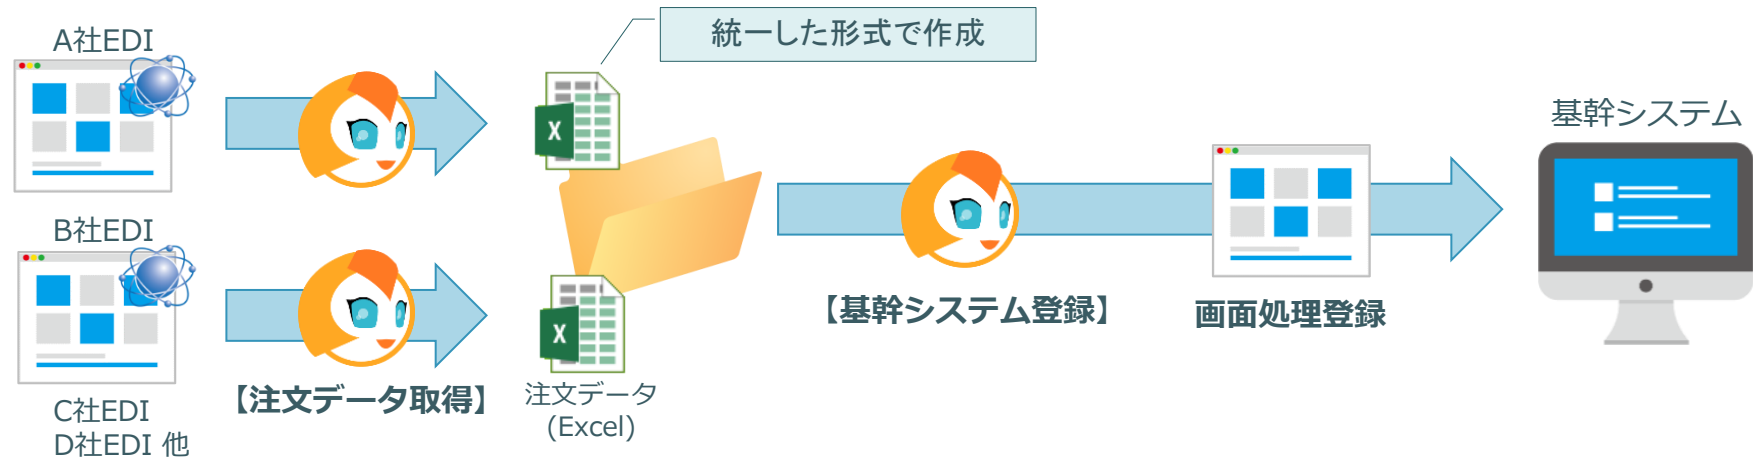 A社EDI
統一した形式で作成
X
基幹システム
B社EDI
【基幹システム登録】
画面処理登録
X
【注文データ取得】
注文データ
(Excel)
C社EDI
D社EDI 他